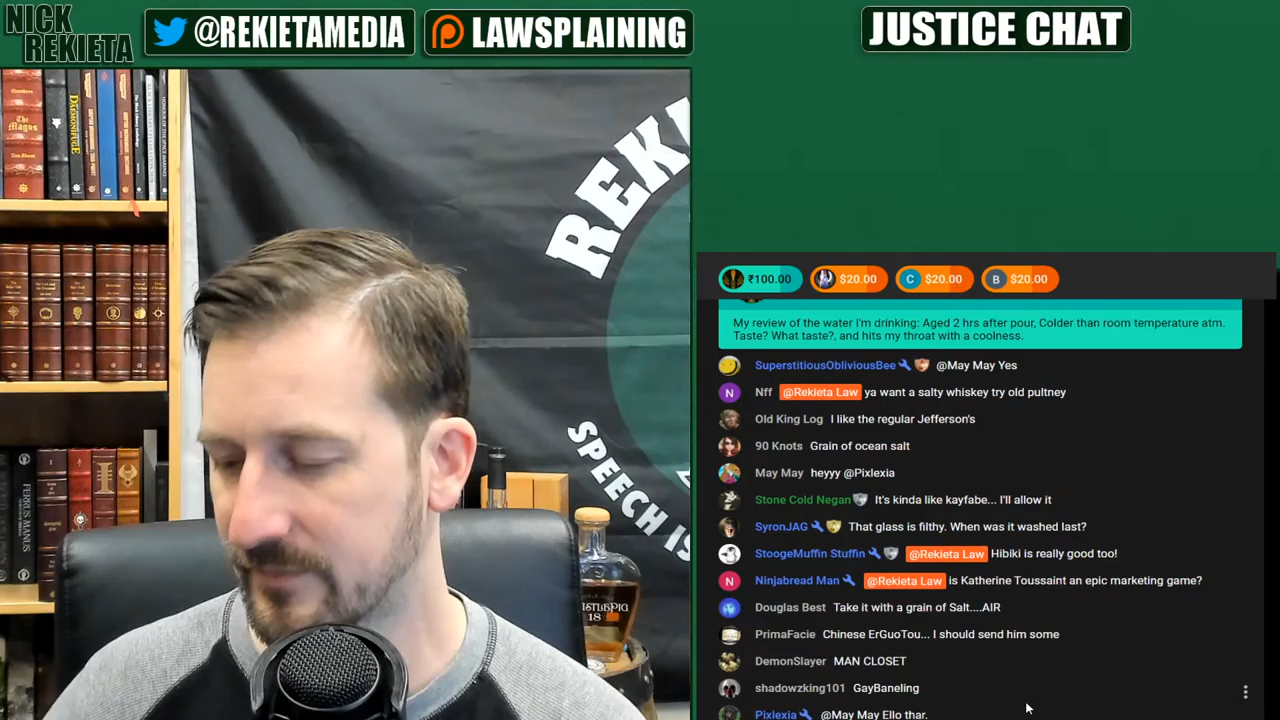 NICK
REKIETA
@REKIETAMEDIA
LAWSPLAINING
JUSTICE CHAT
The
Magus
DAEMONIFUGE
REKI
SPEECH IS
18
FERRUS MANUS
₹100.00
$20.00
C $20.00
B $20.00
My review of the water i'm drinking: Aged 2 hrs after pour, Colder than room temperature atm.
Taste? What taste?, and hits my throat with a coolness.
SuperstitiousObliviousBee @May May Yes
N Nff @Rekieta Law ya want a salty whiskey try old pultney
Old King Log I like the regular Jefferson's
90 Knots Grain of ocean salt
May May heyyy @Pixlexia
Stone Cold Negan It's kinda like kayfabe... I'll allow it
SyronJAG That glass is filthy. When was it washed last?
StoogeMuffin Stuffin @Rekieta Law Hibiki is really good too!
N Ninjabread Man @Rekieta Law is Katherine Toussaint an epic marketing game?
Douglas Best Take it with a grain of Salt....AIR
PrimaFacie Chinese ErGuoTou... I should send him some
DemonSlayer MAN CLOSET
shadowzking101 GayBaneling
Pixlexia @May May Ello thar.